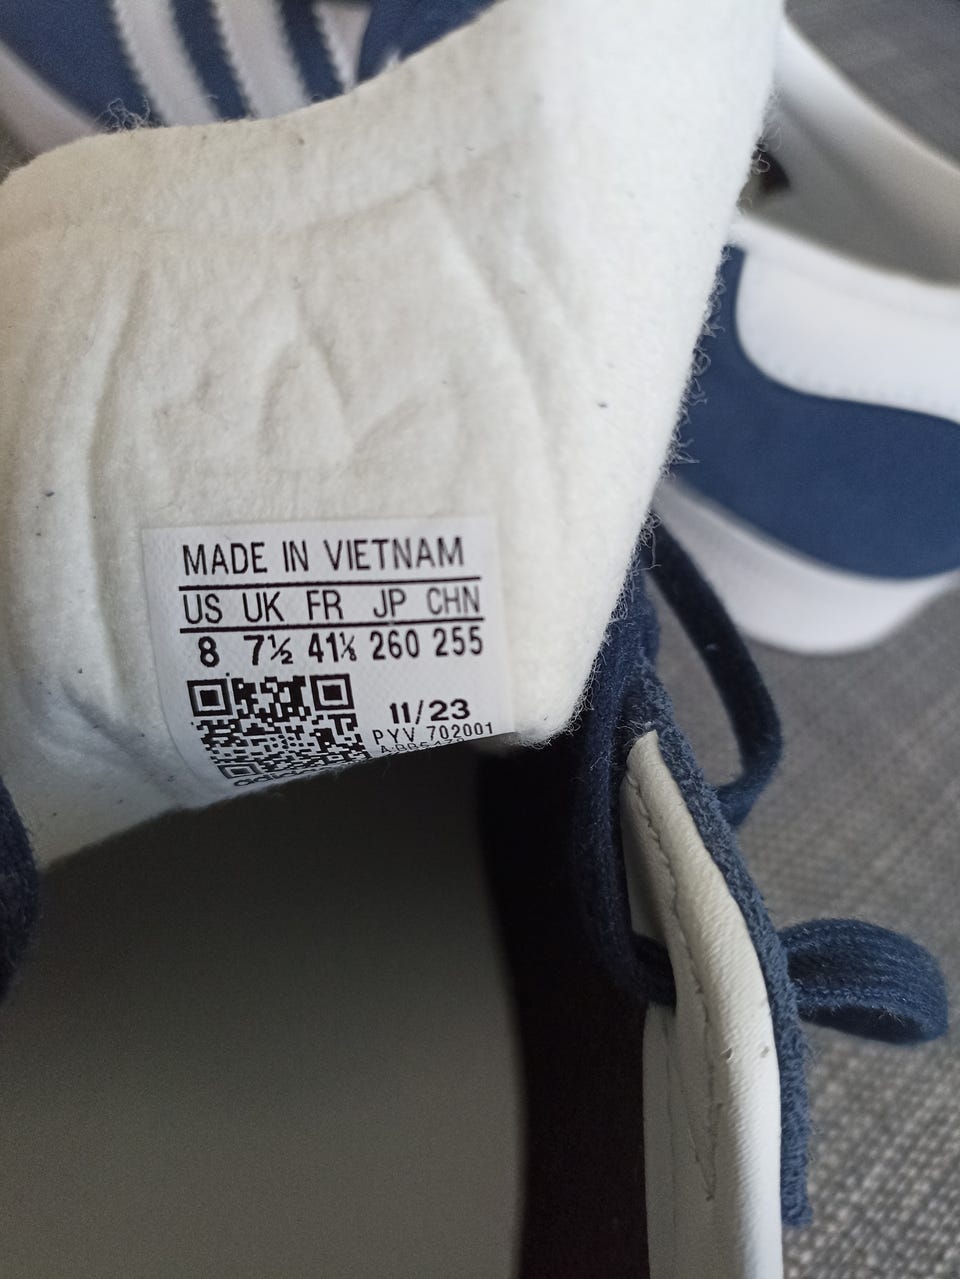 MADE IN VIETNAM
US UK FR JP CHN
8 7½ 41⅓ 260 255
11/23
PYV 702001